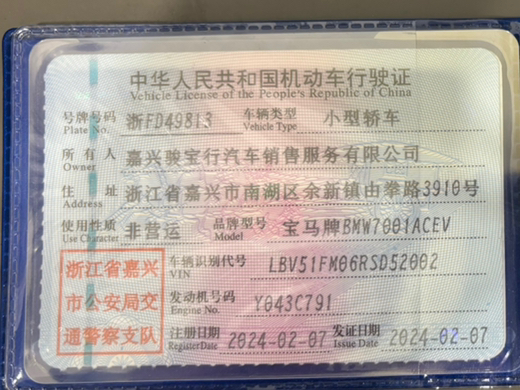 中华人民共和国机动车行驶证
Vehicle License of the People's Republic of China
号牌号码 浙FD49813 车辆类型 小型轿车
Plate No. Vehicle Type
所有人 嘉兴骏宝行汽车销售服务有限公司
Owner
住址 浙江省嘉兴市南湖区余新镇由拳路3910号
Address
使用性质 非营运 品牌型号 宝马牌BMW7001ACEV
Use Character Model
浙江省嘉兴
市公安局交
通警察支队
车辆识别代号 LBV51FM06RSD52002
VIN
发动机号码 Y043C791
Engine No.
注册日期 2024-02-07 发证日期 2024-02-07
Register Date Issue Date